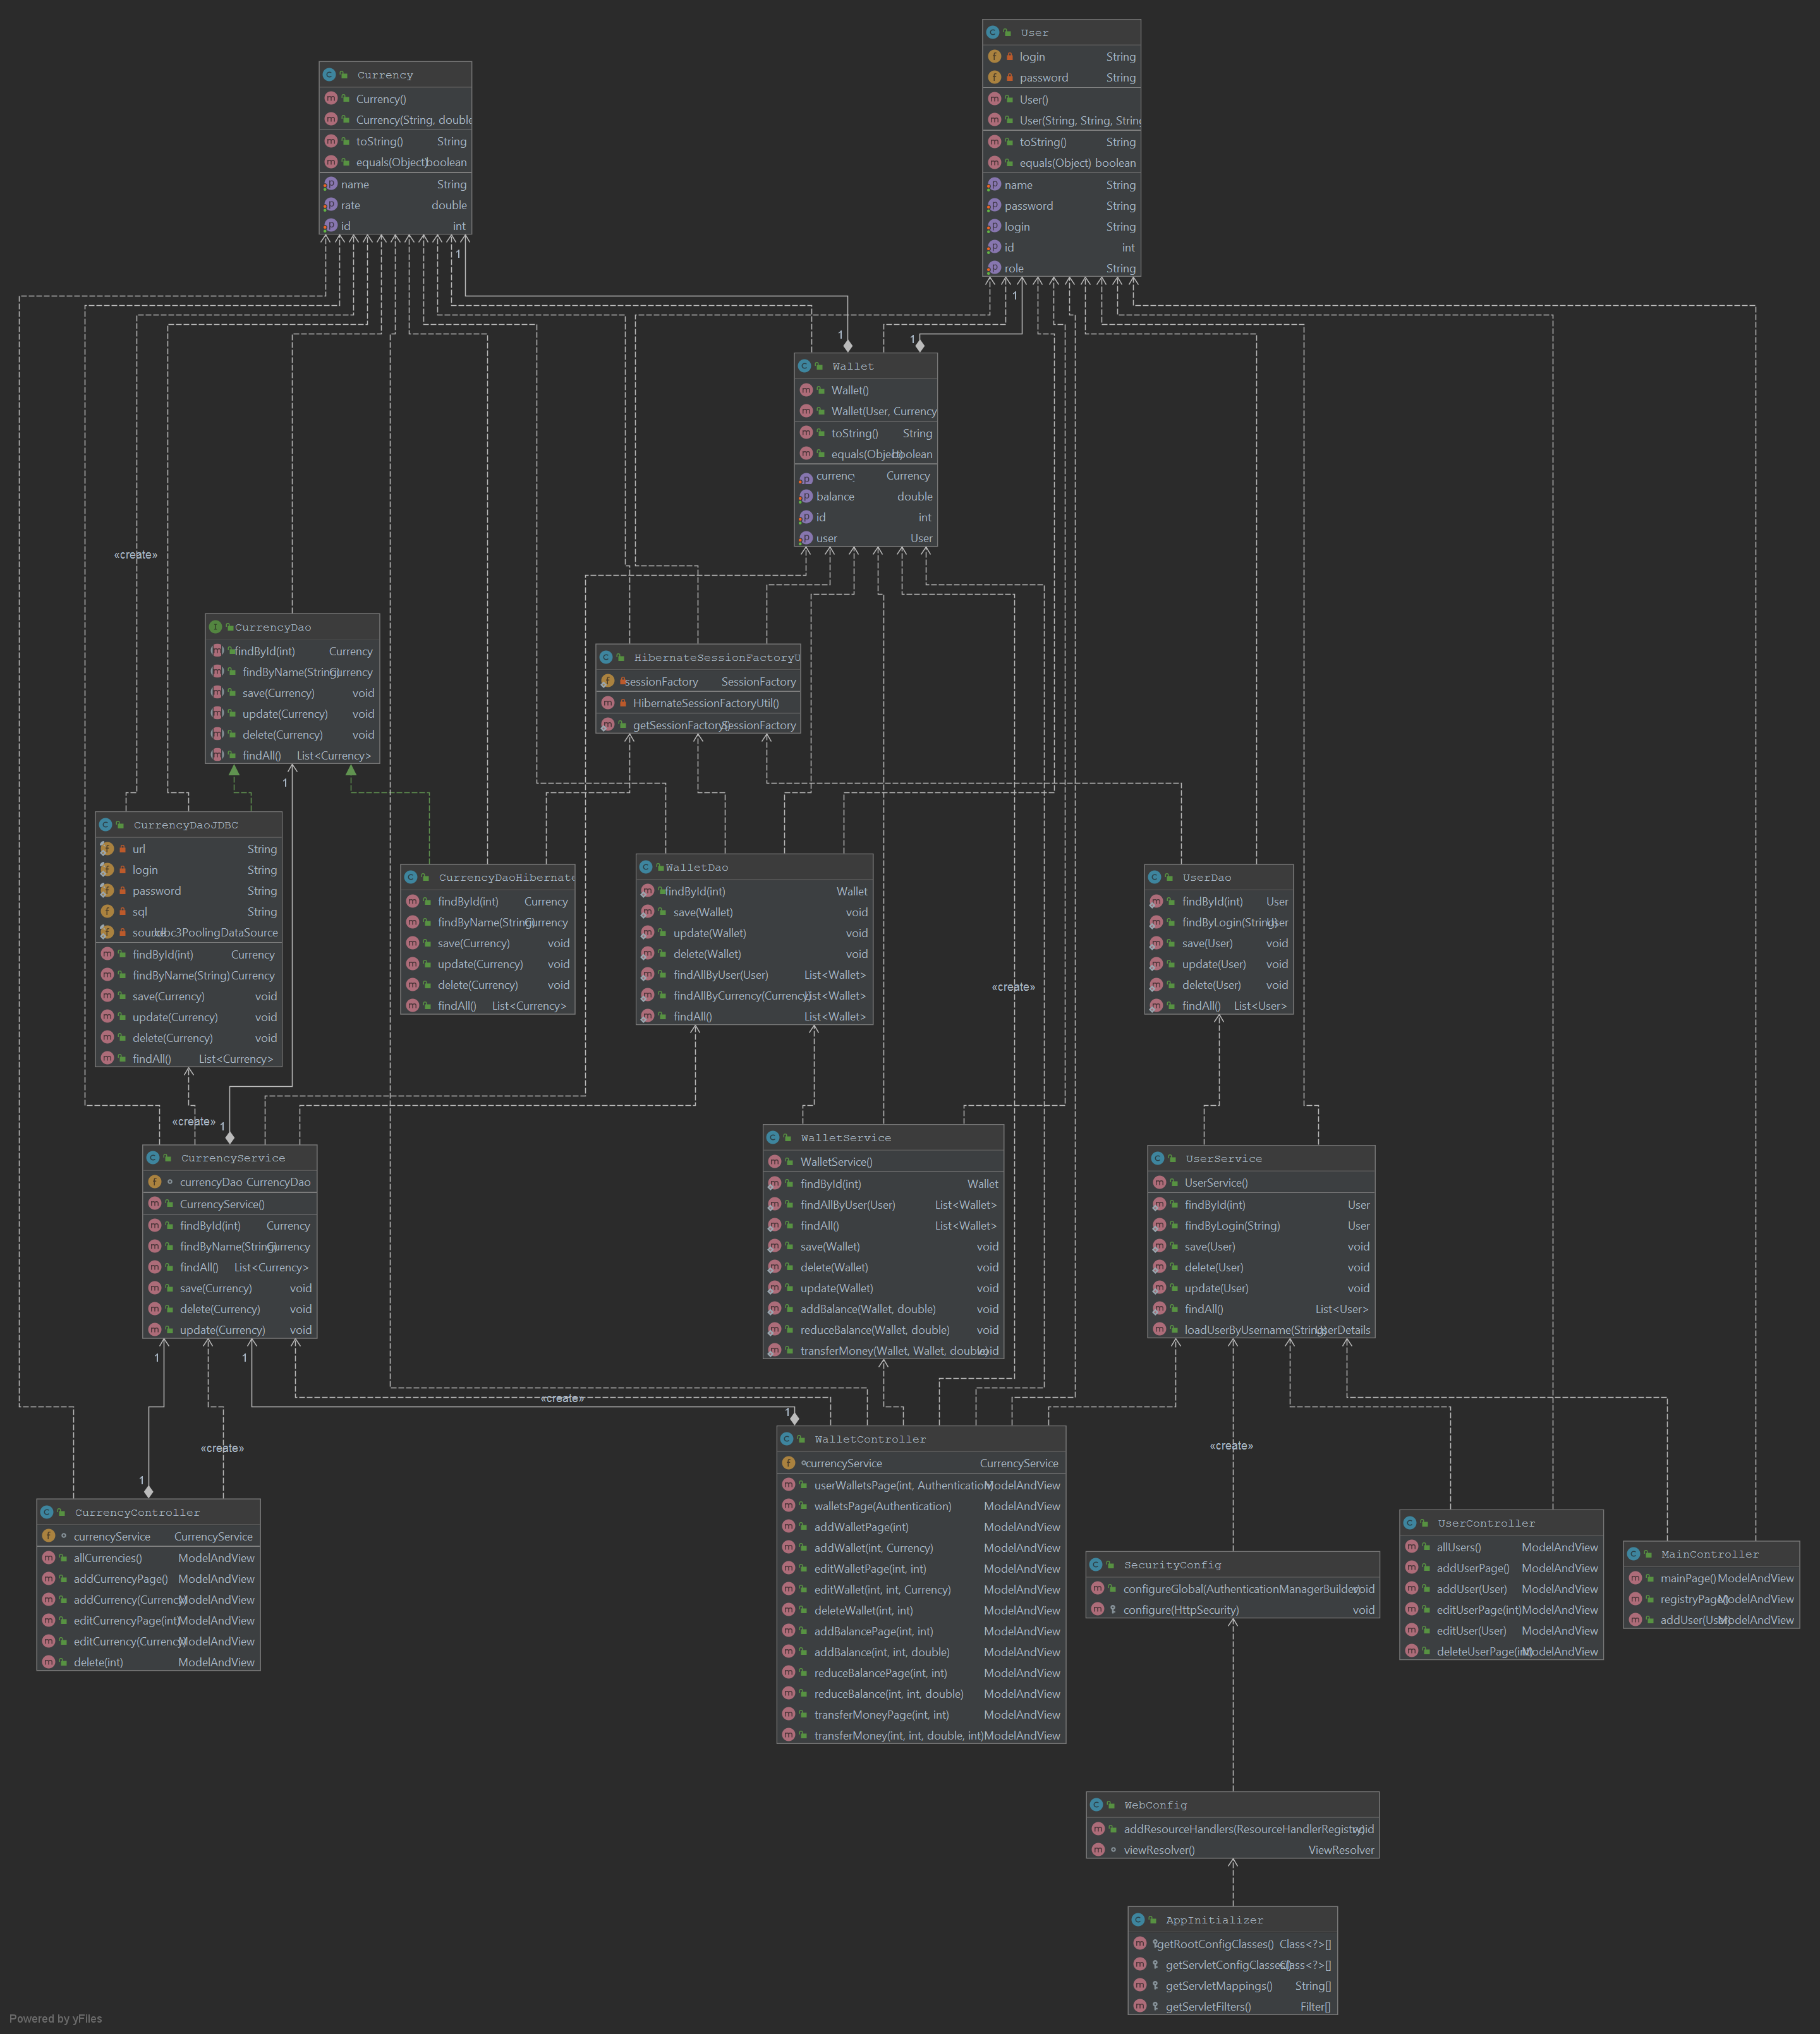 User
login String
password String
User()
User(String, String, Strin
toString() String
equals(Object) boolean
name String
password String
login String
id int
role String
Currency
Currency()
Currency(String, double
toString() String
equals(Object) boolean
name String
rate double
id int
1
1
1
1
Wallet
Wallet()
Wallet(User, Currency
toString() String
equals(Object) boolean
currency Currency
balance double
id int
user User
«create»
CurrencyDao
findById(int) Currency
findByName(String) Currency
save(Currency) void
update(Currency) void
delete(Currency) void
findAll() List<Currency>
HibernateSessionFactoryU
sessionFactory SessionFactory
HibernateSessionFactoryUtil()
getSessionFactory() SessionFactory
1
CurrencyDaoJDBC
url String
login String
password String
sql String
source Jdbc3PoolingDataSource
findById(int) Currency
findByName(String) Currency
save(Currency) void
update(Currency) void
delete(Currency) void
findAll() List<Currency>
CurrencyDaoHibernate
findById(int) Currency
findByName(String) Currency
save(Currency) void
update(Currency) void
delete(Currency) void
findAll() List<Currency>
WalletDao
findById(int) Wallet
save(Wallet) void
update(Wallet) void
delete(Wallet) void
findAllByUser(User) List<Wallet>
findAllByCurrency(Currency) List<Wallet>
findAll() List<Wallet>
UserDao
findById(int) User
findByLogin(String) User
save(User) void
update(User) void
delete(User) void
findAll() List<User>
«create»
«create»
1
CurrencyService
currencyDao CurrencyDao
CurrencyService()
findById(int) Currency
findByName(String) Currency
findAll() List<Currency>
save(Currency) void
delete(Currency) void
update(Currency) void
WalletService
WalletService()
findById(int) Wallet
findAllByUser(User) List<Wallet>
findAll() List<Wallet>
save(Wallet) void
delete(Wallet) void
update(Wallet) void
addBalance(Wallet, double) void
reduceBalance(Wallet, double) void
transferMoney(Wallet, Wallet, double) void
UserService
UserService()
findById(int) User
findByLogin(String) User
save(User) void
delete(User) void
update(User) void
findAll() List<User>
loadUserByUsername(String) UserDetails
1
1
«create»
1
«create»
«create»
1
CurrencyController
currencyService CurrencyService
allCurrencies() ModelAndView
addCurrencyPage() ModelAndView
addCurrency(Currency) ModelAndView
editCurrencyPage(int) ModelAndView
editCurrency(Currency) ModelAndView
delete(int) ModelAndView
WalletController
currencyService CurrencyService
userWalletsPage(int, Authentication) ModelAndView
walletsPage(Authentication) ModelAndView
addWalletPage(int) ModelAndView
addWallet(int, Currency) ModelAndView
editWalletPage(int, int) ModelAndView
editWallet(int, int, Currency) ModelAndView
deleteWallet(int, int) ModelAndView
addBalancePage(int, int) ModelAndView
addBalance(int, int, double) ModelAndView
reduceBalancePage(int, int) ModelAndView
reduceBalance(int, int, double) ModelAndView
transferMoneyPage(int, int) ModelAndView
transferMoney(int, int, double, int) ModelAndView
SecurityConfig
configureGlobal(AuthenticationManagerBuilder) void
configure(HttpSecurity) void
UserController
allUsers() ModelAndView
addUserPage() ModelAndView
addUser(User) ModelAndView
editUserPage(int) ModelAndView
editUser(User) ModelAndView
deleteUserPage(int) ModelAndView
MainController
mainPage() ModelAndView
registryPage() ModelAndView
addUser(User) ModelAndView
WebConfig
addResourceHandlers(ResourceHandlerRegistry) void
viewResolver() ViewResolver
AppInitializer
getRootConfigClasses() Class<?>[]
getServletConfigClasses() Class<?>[]
getServletMappings() String[]
getServletFilters() Filter[]
Powered by yFiles